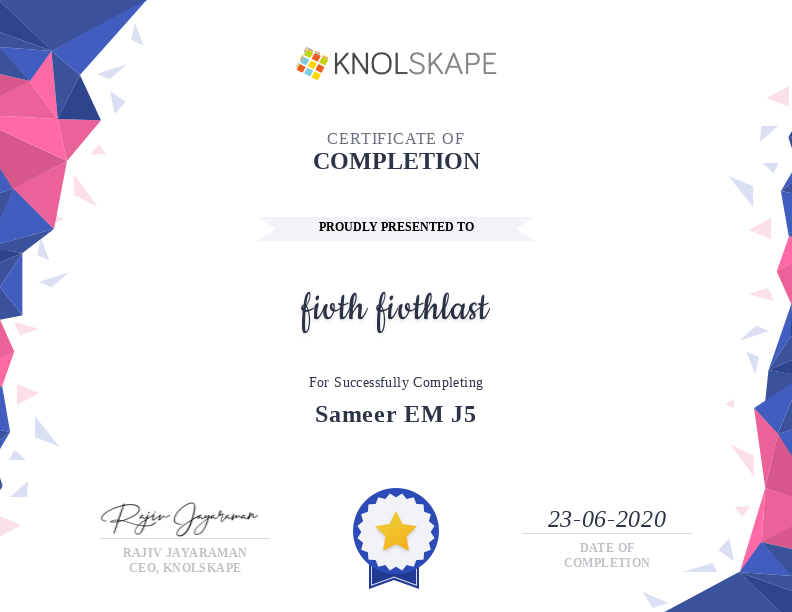 KNOLSKAPE
CERTIFICATE OF
COMPLETION
PROUDLY PRESENTED TO
fivth fivthlast
For Successfully Completing
Sameer EM J5
Rajiv Jayaraman
RAJIV JAYARAMAN
CEO, KNOLSKAPE
23-06-2020
DATE OF
COMPLETION